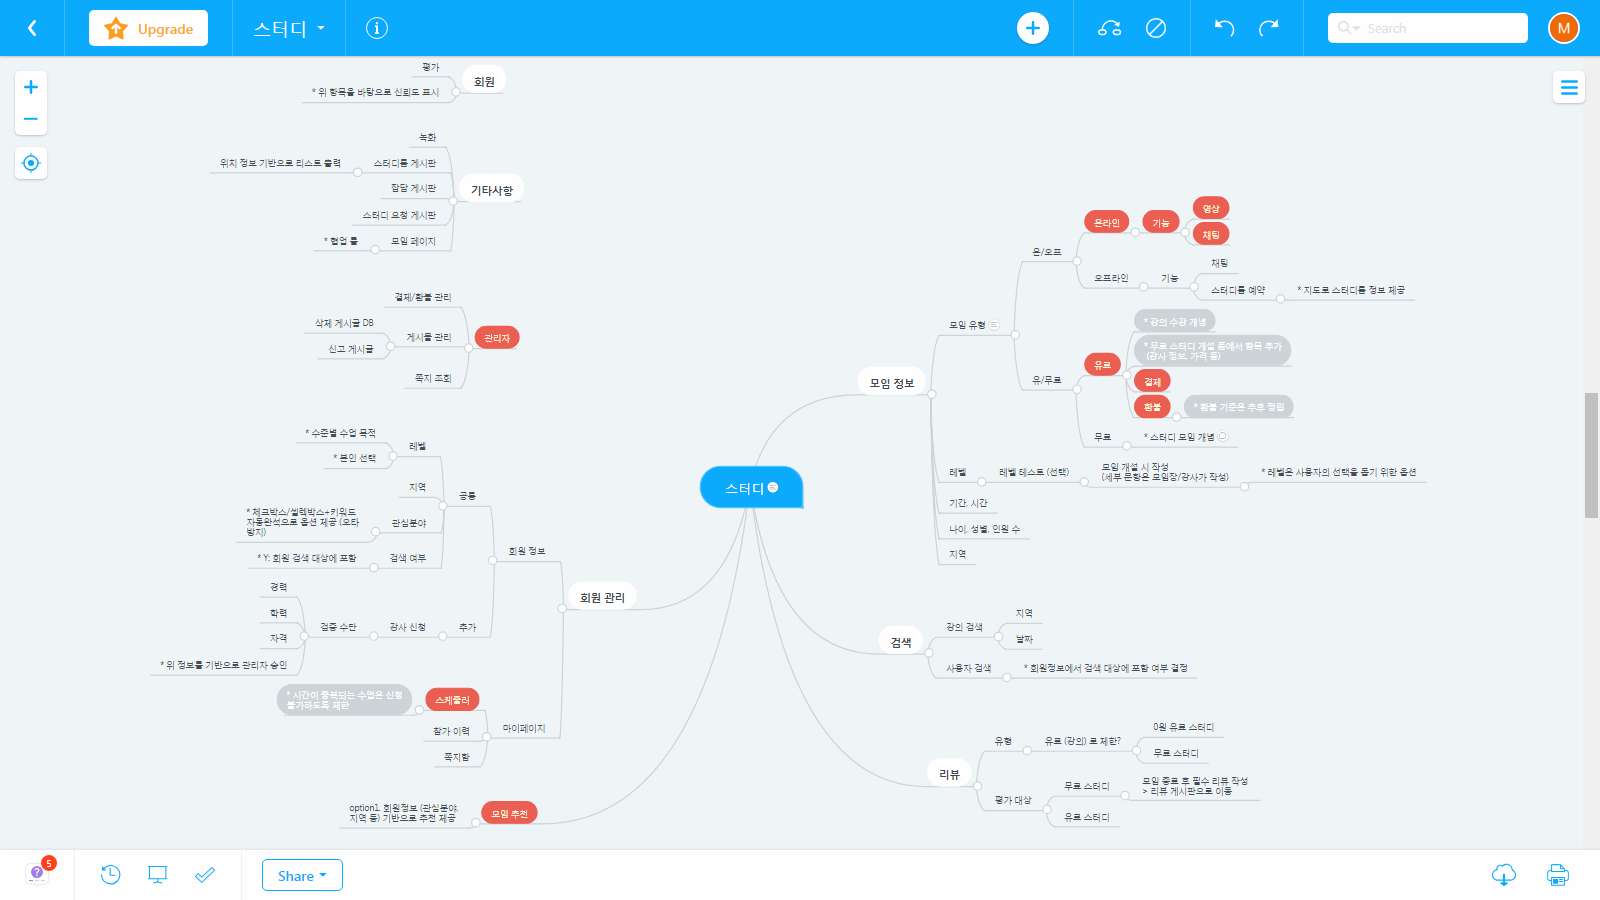 Upgrade
스터디
Search
M
평가
회원
* 위 항목을 바탕으로 신뢰도 표시
녹화
위치 정보 기반으로 리스트 출력
스터디룸 게시판
잡담 게시판
기타사항
스터디 요청 게시판
* 협업 툴
모임 페이지
결제/환불 관리
삭제 게시글 DB
게시물 관리
신고 게시글
관리자
쪽지 조회
* 수준별 수업 목적
레벨
* 본인 선택
지역
공통
* 체크박스/셀렉박스+키워드
자동완석으로 옵션 제공 (오타
방지)
관심분야
* Y: 회원 검색 대상에 포함
검색 여부
회원 정보
경력
학력
자격
검증 수단
강사 신청
추가
* 위 정보를 기반으로 관리자 승인
회원 관리
* 시간이 중복되는 수업은 신청
불가하도록 제한
스케줄러
참가 이력
마이페이지
쪽지함
option1. 회원정보 (관심분야,
지역 등) 기반으로 추천 제공
모임 추천
스터디
모임 정보
모임 유형
온/오프
온라인
기능
영상
채팅
오프라인
기능
채팅
스터디룸 예약
* 지도로 스터디룸 정보 제공
유/무료
유료
* 강의 수강 개념
* 무료 스터디 개설 폼에서 항목 추가
(강사 정보, 가격 등)
결제
환불
* 환불 기준은 추후 정립
무료
* 스터디 모임 개념
레벨
레벨 테스트 (선택)
모임 개설 시 작성
(세부 문항은 모임장/강사가 작성)
* 레벨은 사용자의 선택을 돕기 위한 옵션
기간, 시간
나이, 성별, 인원 수
지역
검색
강의 검색
지역
날짜
사용자 검색
* 회원정보에서 검색 대상에 포함 여부 결정
리뷰
유형
유료 (강의) 로 제한?
0원 유료 스터디
무료 스터디
평가 대상
무료 스터디
모임 종료 후 필수 리뷰 작성
> 리뷰 게시판으로 이동
유료 스터디
5
Share